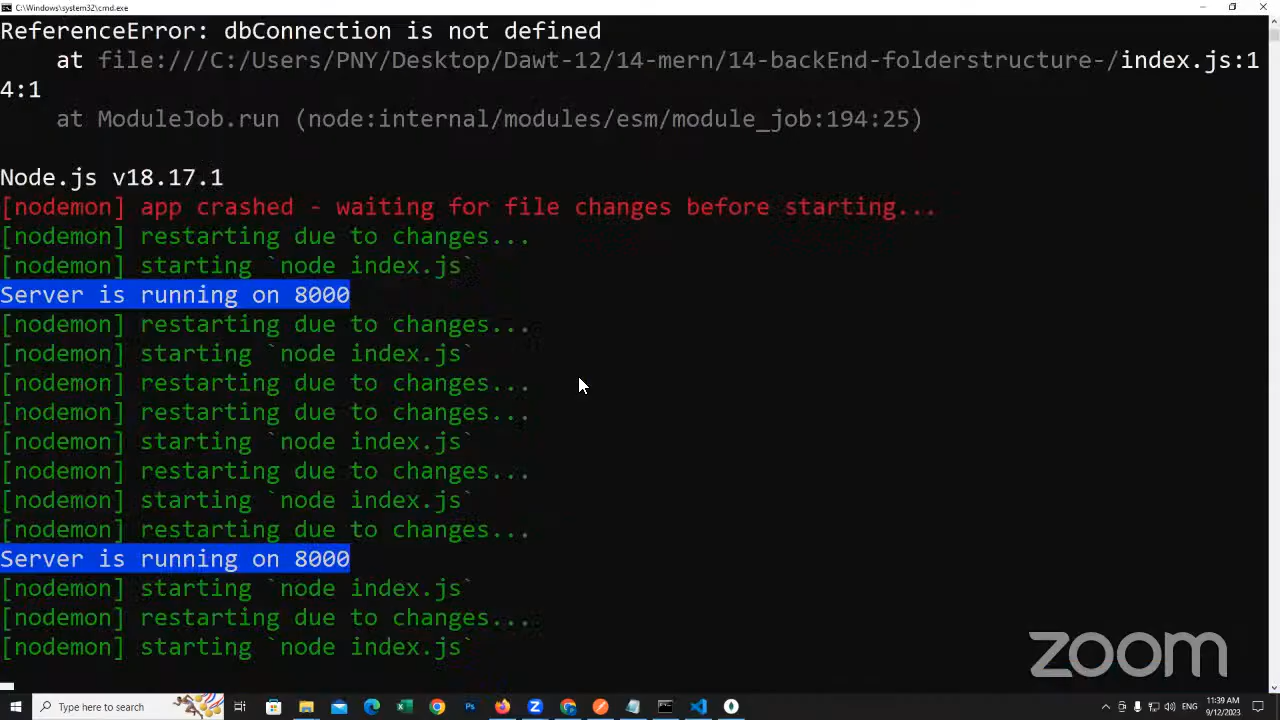 C:\Windows\system32\cmd.exe
ReferenceError: dbConnection is not defined
    at file:///C:/Users/PNY/Desktop/Dawt-12/14-mern/14-backEnd-folderstructure-/index.js:1
4:1
    at ModuleJob.run (node:internal/modules/esm/module_job:194:25)
Node.js v18.17.1
[nodemon] app crashed - waiting for file changes before starting...
[nodemon] restarting due to changes...
[nodemon] starting `node index.js`
Server is running on 8000
[nodemon] restarting due to changes...
[nodemon] starting `node index.js`
[nodemon] restarting due to changes...
[nodemon] restarting due to changes...
[nodemon] starting `node index.js`
[nodemon] restarting due to changes...
[nodemon] starting `node index.js`
[nodemon] restarting due to changes...
Server is running on 8000
[nodemon] starting `node index.js`
[nodemon] restarting due to changes...
[nodemon] starting `node index.js`
zoom
Type here to search
ENG
11:39 AM
9/12/2023